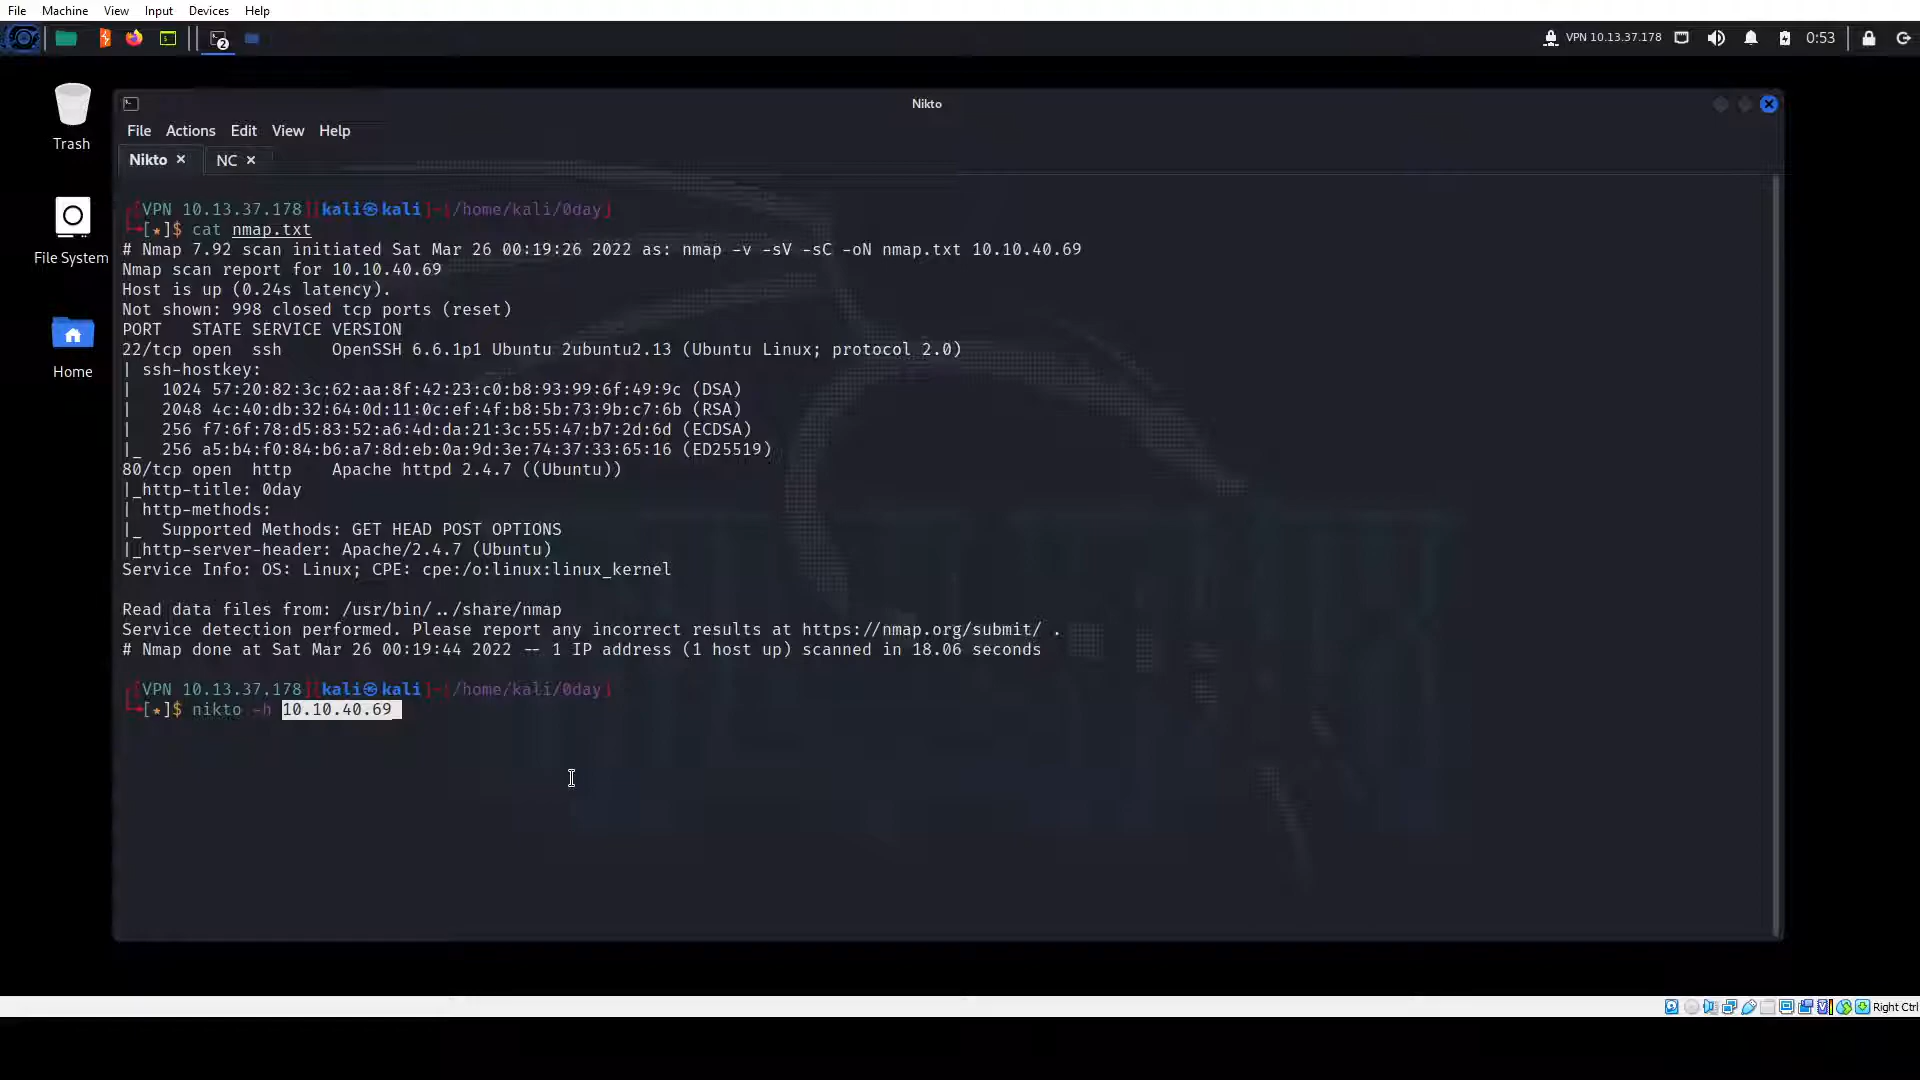 File Machine View Input Devices Help
2 VPN 10.13.37.178 0:53
Trash
File System
Home
Nikto
File Actions Edit View Help
Nikto × NC ×
[VPN 10.13.37.178][kali㉿kali]-[/home/kali/0day]
[★]$ cat nmap.txt
# Nmap 7.92 scan initiated Sat Mar 26 00:19:26 2022 as: nmap -v -sV -sC -oN nmap.txt 10.10.40.69
Nmap scan report for 10.10.40.69
Host is up (0.24s latency).
Not shown: 998 closed tcp ports (reset)
PORT   STATE SERVICE VERSION
22/tcp open  ssh     OpenSSH 6.6.1p1 Ubuntu 2ubuntu2.13 (Ubuntu Linux; protocol 2.0)
| ssh-hostkey:
|   1024 57:20:82:3c:62:aa:8f:42:23:c0:b8:93:99:6f:49:9c (DSA)
|   2048 4c:40:db:32:64:0d:11:0c:ef:4f:b8:5b:73:9b:c7:6b (RSA)
|   256 f7:6f:78:d5:83:52:a6:4d:da:21:3c:55:47:b7:2d:6d (ECDSA)
|_  256 a5:b4:f0:84:b6:a7:8d:eb:0a:9d:3e:74:37:33:65:16 (ED25519)
80/tcp open  http    Apache httpd 2.4.7 ((Ubuntu))
|_http-title: 0day
| http-methods:
|_  Supported Methods: GET HEAD POST OPTIONS
|_http-server-header: Apache/2.4.7 (Ubuntu)
Service Info: OS: Linux; CPE: cpe:/o:linux:linux_kernel
Read data files from: /usr/bin/../share/nmap
Service detection performed. Please report any incorrect results at https://nmap.org/submit/ .
# Nmap done at Sat Mar 26 00:19:44 2022 -- 1 IP address (1 host up) scanned in 18.06 seconds
[VPN 10.13.37.178][kali㉿kali]-[/home/kali/0day]
[★]$ nikto -h 10.10.40.69
Right Ctrl